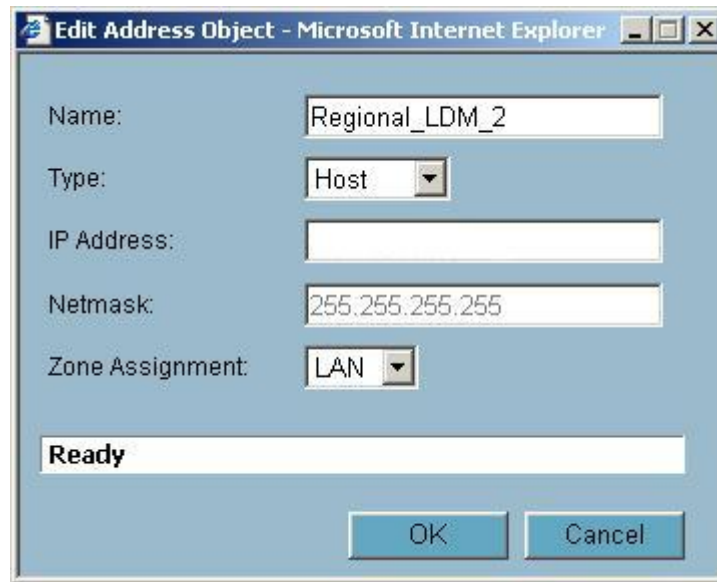 Edit Address Object - Microsoft Internet Explorer
Name: Regional_LDM_2
Type: Host
IP Address:
Netmask: 255.255.255.255
Zone Assignment: LAN
Ready
OK Cancel